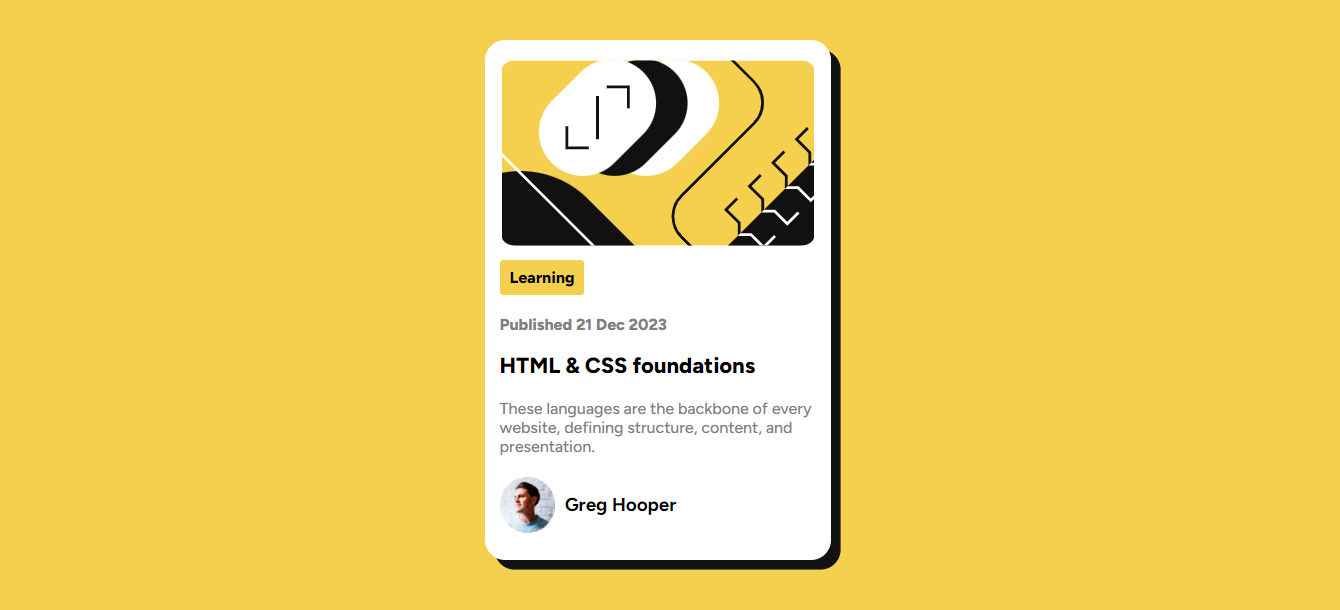 Learning
Published 21 Dec 2023
HTML & CSS foundations
These languages are the backbone of every
website, defining structure, content, and
presentation.
Greg Hooper